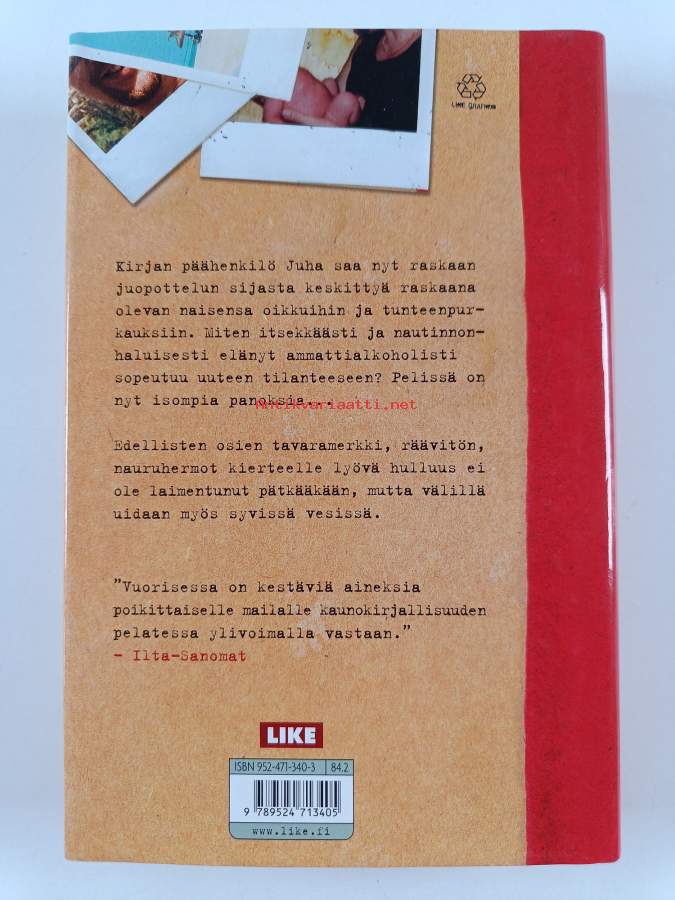 LIKE GRAFIIKKA
Kirjan päähenkilö Juha saa nyt raskaan
juopottelun sijasta keskittyä raskaana
olevan naisensa oikkuihin ja tunteenpur-
kauksiin. Miten itsekkäästi ja nautinnon-
haluisesti elänyt ammattialkoholisti
sopeutuu uuteen tilanteeseen? Pelissä on
nyt isompia panoksia...
Antikvariaatti.net
Edellisten osien tavaramerkki, räävitön,
nauruhermot kierteelle lyövä hulluus ei
ole laimentunut pätkääkään, mutta välillä
uidaan myös syvissä vesissä.
"Vuorisessa on kestäviä aineksia
poikittaiselle mailalle kaunokirjallisuuden
pelatessa ylivoimalla vastaan."
– Ilta-Sanomat
LIKE
ISBN 952-471-340-3 84.2
9 789524 713405
www.like.fi